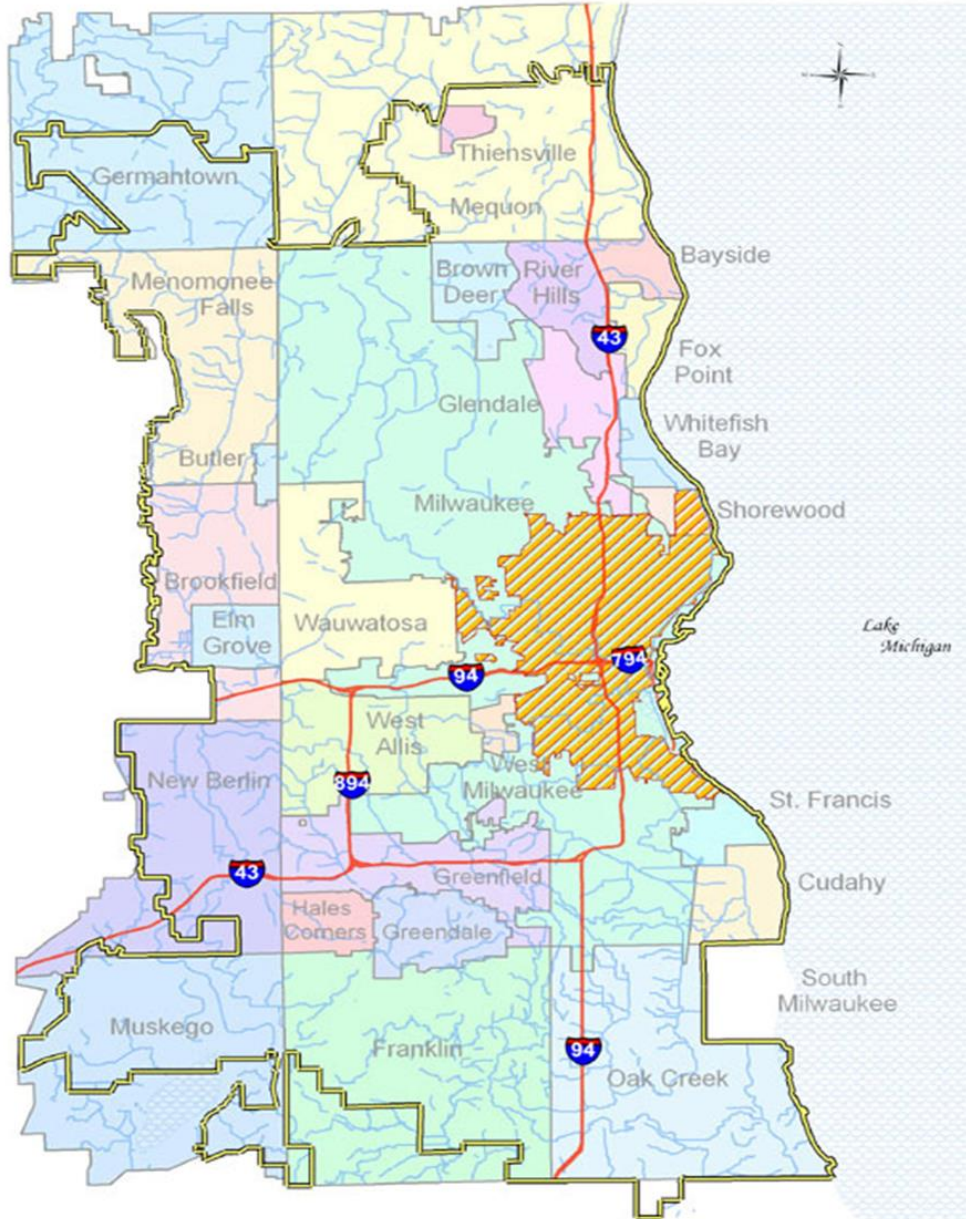 Thiensville
Germantown
Mequon
Bayside
Brown
Deer
River
Hills
Menomonee
Falls
43
Fox
Point
Glendale
Whitefish
Bay
Butler
Milwaukee
Shorewood
Brookfield
Elm
Grove
Wauwatosa
Lake
Michigan
794
94
West
Allis
New Berlin
894
West
Milwaukee
St. Francis
43
Greenfield
Cudahy
Hales
Corners
Greendale
South
Milwaukee
Muskego
Franklin
94
Oak Creek